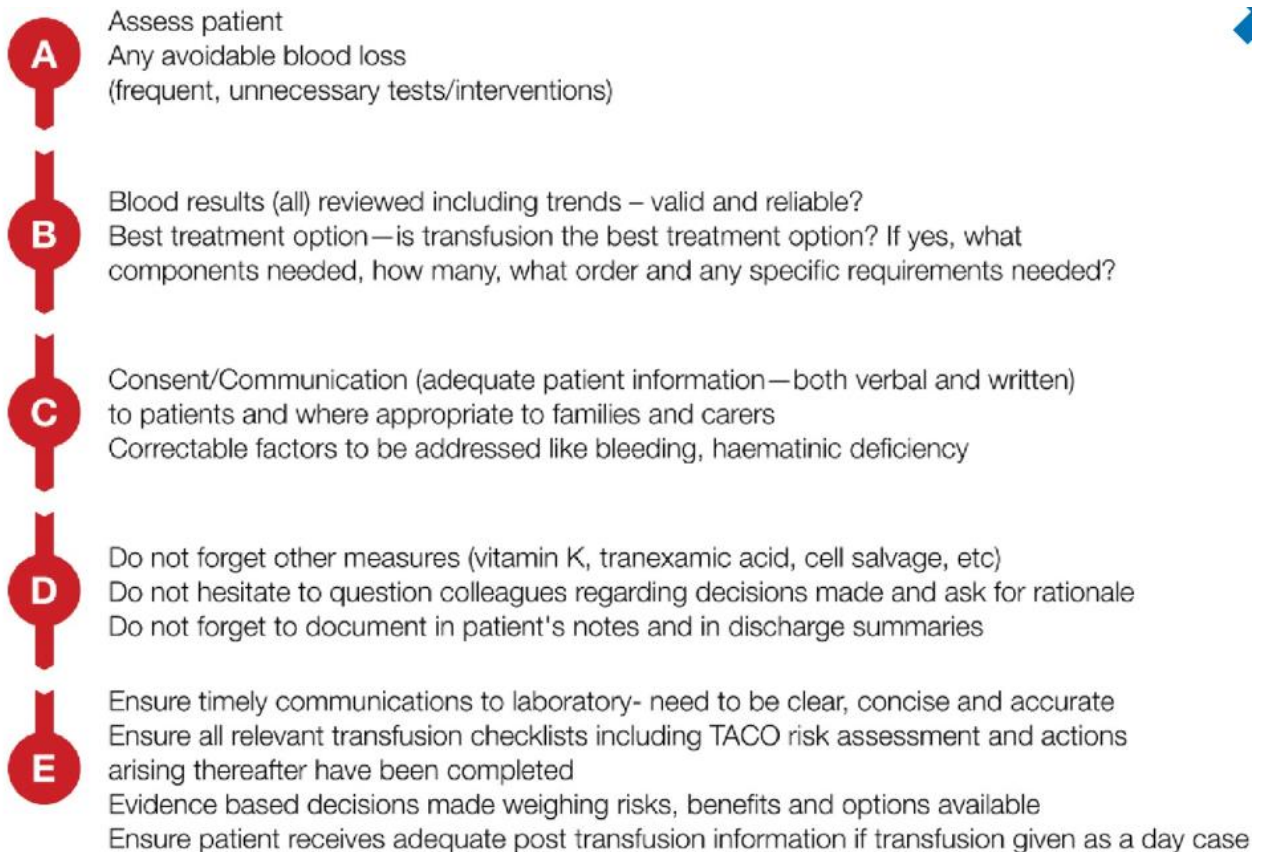 A
Assess patient
Any avoidable blood loss
(frequent, unnecessary tests/interventions)
B
Blood results (all) reviewed including trends – valid and reliable?
Best treatment option—is transfusion the best treatment option? If yes, what
components needed, how many, what order and any specific requirements needed?
C
Consent/Communication (adequate patient information—both verbal and written)
to patients and where appropriate to families and carers
Correctable factors to be addressed like bleeding, haematinic deficiency
D
Do not forget other measures (vitamin K, tranexamic acid, cell salvage, etc)
Do not hesitate to question colleagues regarding decisions made and ask for rationale
Do not forget to document in patient's notes and in discharge summaries
E
Ensure timely communications to laboratory- need to be clear, concise and accurate
Ensure all relevant transfusion checklists including TACO risk assessment and actions
arising thereafter have been completed
Evidence based decisions made weighing risks, benefits and options available
Ensure patient receives adequate post transfusion information if transfusion given as a day case